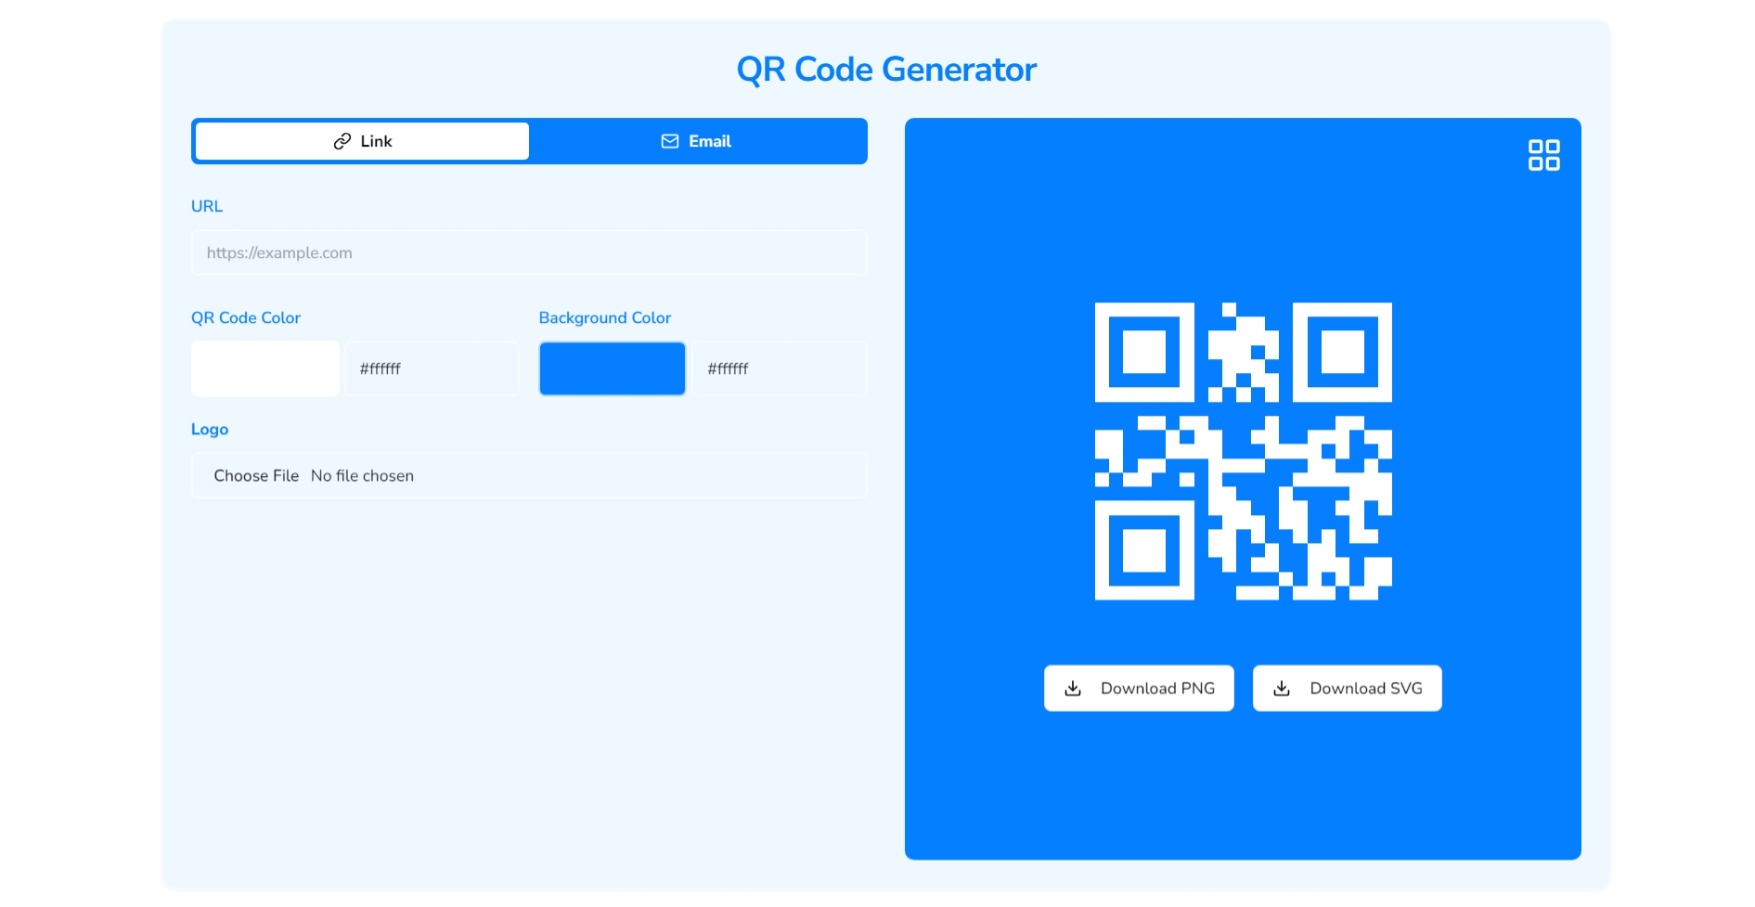 QR Code Generator
Link
Email
URL
https://example.com
QR Code Color
Background Color
#ffffff
#ffffff
Logo
Choose File No file chosen
Download PNG
Download SVG